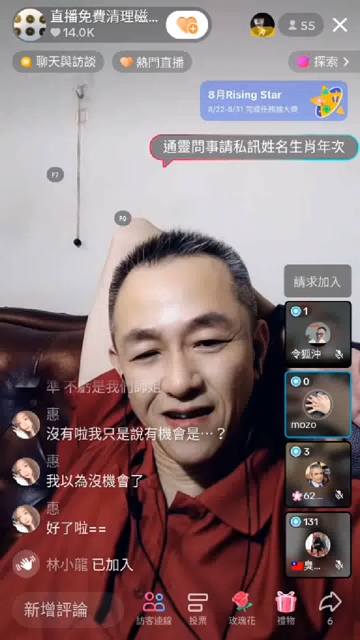 直播免費清理磁...
14.0K
55
聊天與訪談
熱門直播
探索
8月Rising Star
8/22-8/31 完成任務搶大獎
通靈問事請私訊姓名生肖年次
F7
F9
請求加入
1
令狐沖
0
mozo
3
62...
131
臭...
準 不虧是我們師姐
惠
沒有啦我只是說有機會是⋯？
惠
我以為沒機會了
惠
好了啦==
林小龍 已加入
新增評論
訪客連線
投票
玫瑰花
禮物
6